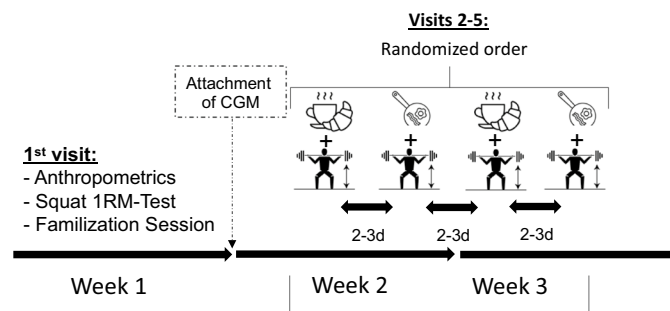 Visits 2-5:
Randomized order
Attachment
of CGM
+ + + +
1st visit:
- Anthropometrics
- Squat 1RM-Test
- Familization Session
2-3d 2-3d 2-3d
Week 1 Week 2 Week 3